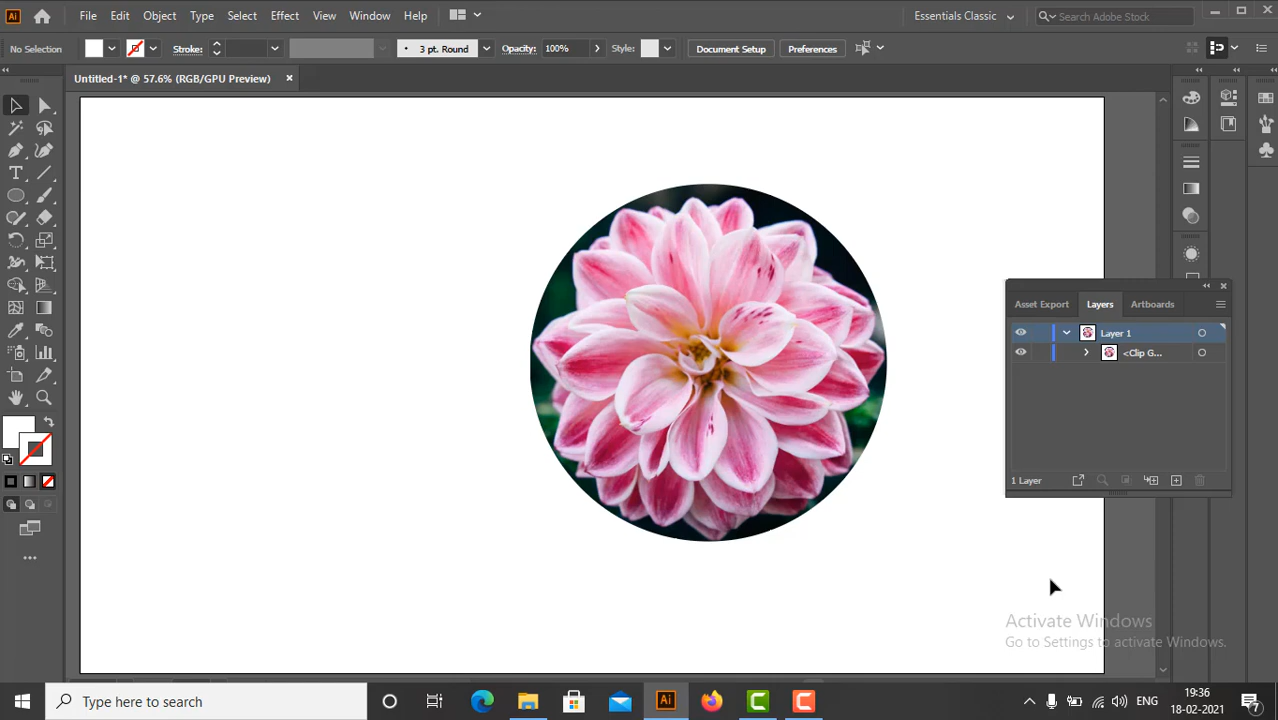 Ai File Edit Object Type Select Effect View Window Help Essentials Classic Search Adobe Stock
No Selection Stroke: 3 pt. Round Opacity: 100% Style: Document Setup Preferences
Untitled-1* @ 57.6% (RGB/GPU Preview)
Asset Export Layers Artboards
Layer 1
<Clip G...
1 Layer
Activate Windows
Go to Settings to activate Windows.
Type here to search Ai ENG 19:36
18-02-2021 7